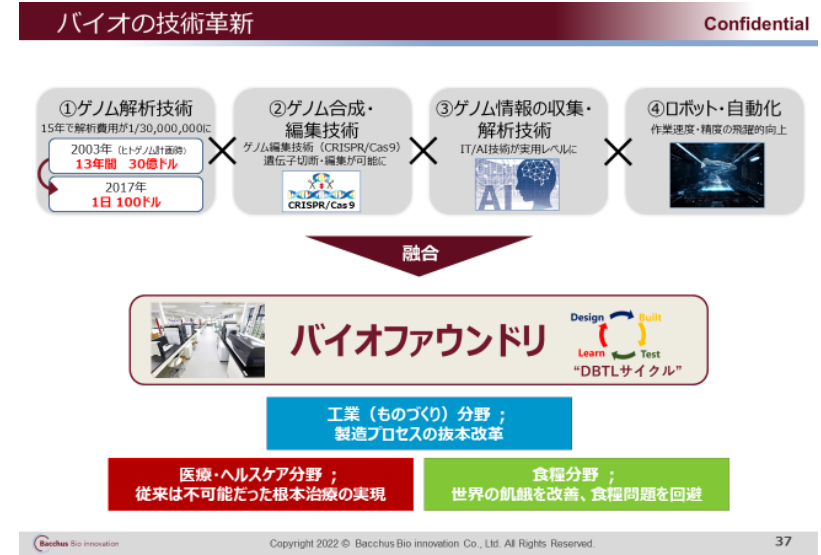 バイオの技術革新
Confidential
①ゲノム解析技術
15年で解析費用が1/30,000,000に
2003年（ヒトゲノム計画時）
13年間　30億ドル
2017年
1日 100ドル
×
②ゲノム合成・
編集技術
ゲノム編集技術（CRISPR/Cas9）
遺伝子切断・編集が可能に
CRISPR/Cas9
×
③ゲノム情報の収集・
解析技術
IT/AI技術が実用レベルに
AI
×
④ロボット・自動化
作業速度・精度の飛躍的向上
融合
バイオファウンドリ
Design
Built
Learn
Test
“DBTLサイクル”
工業（ものづくり）分野；
製造プロセスの抜本改革
医療・ヘルスケア分野；
従来は不可能だった根本治療の実現
食糧分野；
世界の飢餓を改善、食糧問題を回避
Bacchus Bio innovation
Copyright 2022 © Bacchus Bio innovation Co., Ltd. All Rights Reserved.
37